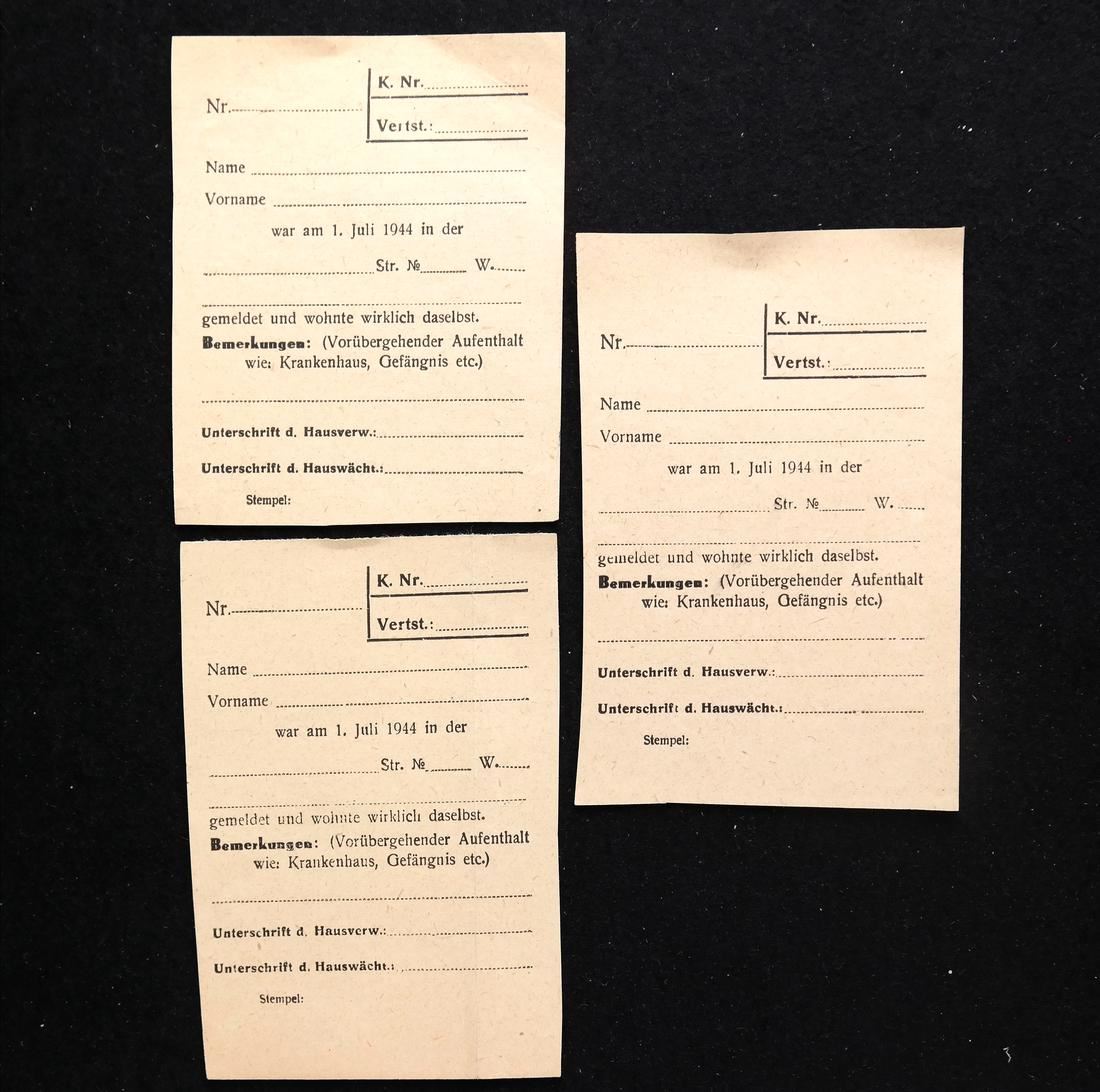 K. Nr.
Nr.
Vertst.:
Name
Vorname
war am 1. Juli 1944 in der
Str. № W.
gemeldet und wohnte wirklich daselbst.
Bemerkungen: (Vorübergehender Aufenthalt
wie: Krankenhaus, Gefängnis etc.)
Unterschrift d. Hausverw.:
Unterschrift d. Hauswächt.:
Stempel:
K. Nr.
Nr.
Vertst.:
Name
Vorname
war am 1. Juli 1944 in der
Str. № W.
gemeldet und wohnte wirklich daselbst.
Bemerkungen: (Vorübergehender Aufenthalt
wie: Krankenhaus, Gefängnis etc.)
Unterschrift d. Hausverw.:
Unterschrift d. Hauswächt.:
Stempel:
K. Nr.
Nr.
Vertst.:
Name
Vorname
war am 1. Juli 1944 in der
Str. № W.
gemeldet und wohnte wirklich daselbst.
Bemerkungen: (Vorübergehender Aufenthalt
wie: Krankenhaus, Gefängnis etc.)
Unterschrift d. Hausverw.:
Unterschrift d. Hauswächt.:
Stempel: